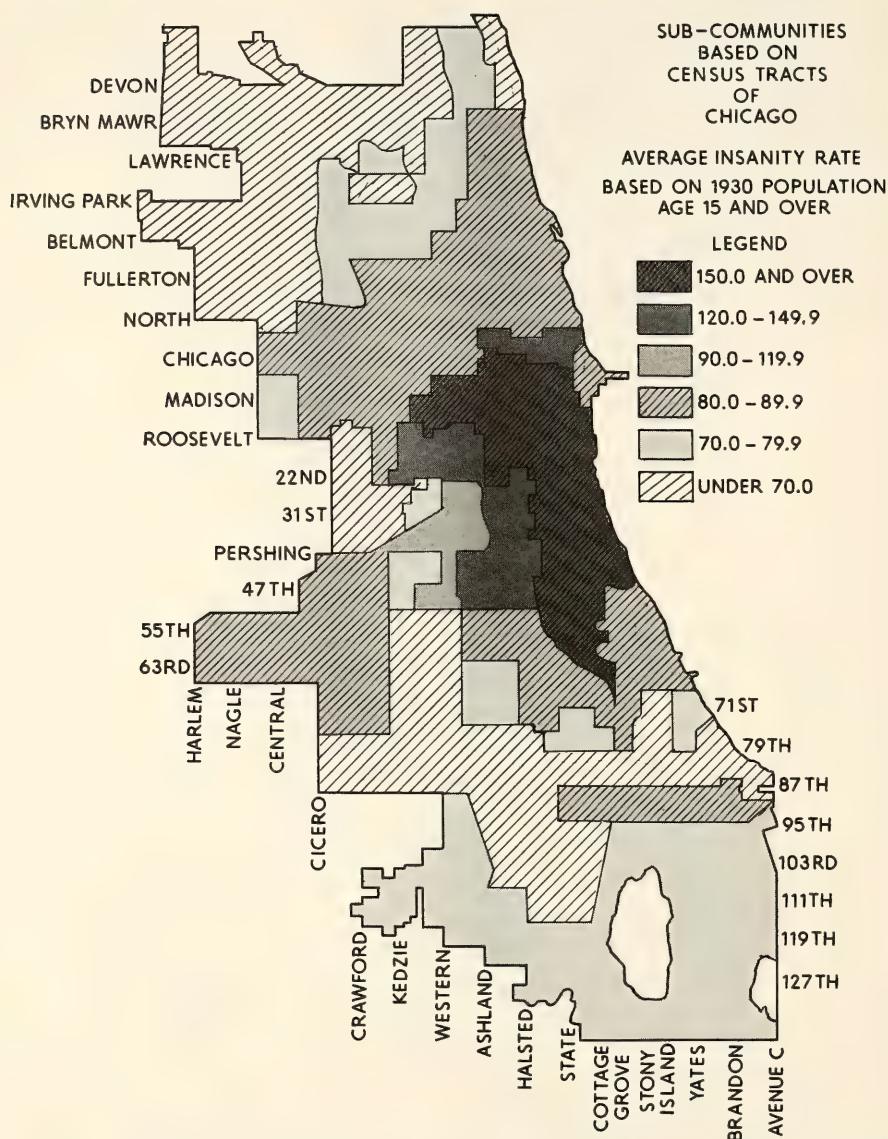 SUB-COMMUNITIES
BASED ON
CENSUS TRACTS
OF
CHICAGO
AVERAGE INSANITY RATE
BASED ON 1930 POPULATION
AGE 15 AND OVER
LEGEND
150.0 AND OVER
120.0 – 149.9
90.0 – 119.9
80.0 – 89.9
70.0 – 79.9
UNDER 70.0
DEVON
BRYN MAWR
LAWRENCE
IRVING PARK
BELMONT
FULLERTON
NORTH
CHICAGO
MADISON
ROOSEVELT
22ND
31ST
PERSHING
47TH
55TH
63RD
HARLEM
NAGLE
CENTRAL
CICERO
CRAWFORD
KEDZIE
WESTERN
ASHLAND
HALSTED
STATE
COTTAGE
GROVE
STONY
ISLAND
YATES
BRANDON
AVENUE C
71ST
79TH
87TH
95TH
103RD
111TH
119TH
127TH